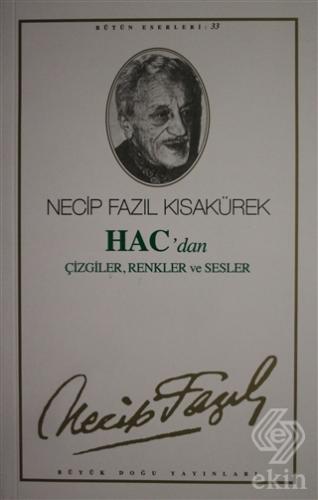 BÜTÜN ESERLERİ: 33
NECİP FAZIL KISAKÜREK
HAC'dan
ÇİZGİLER, RENKLER ve SESLER
Necip Fazıl
BÜYÜK DOĞU YAYINLARI
e
ekin